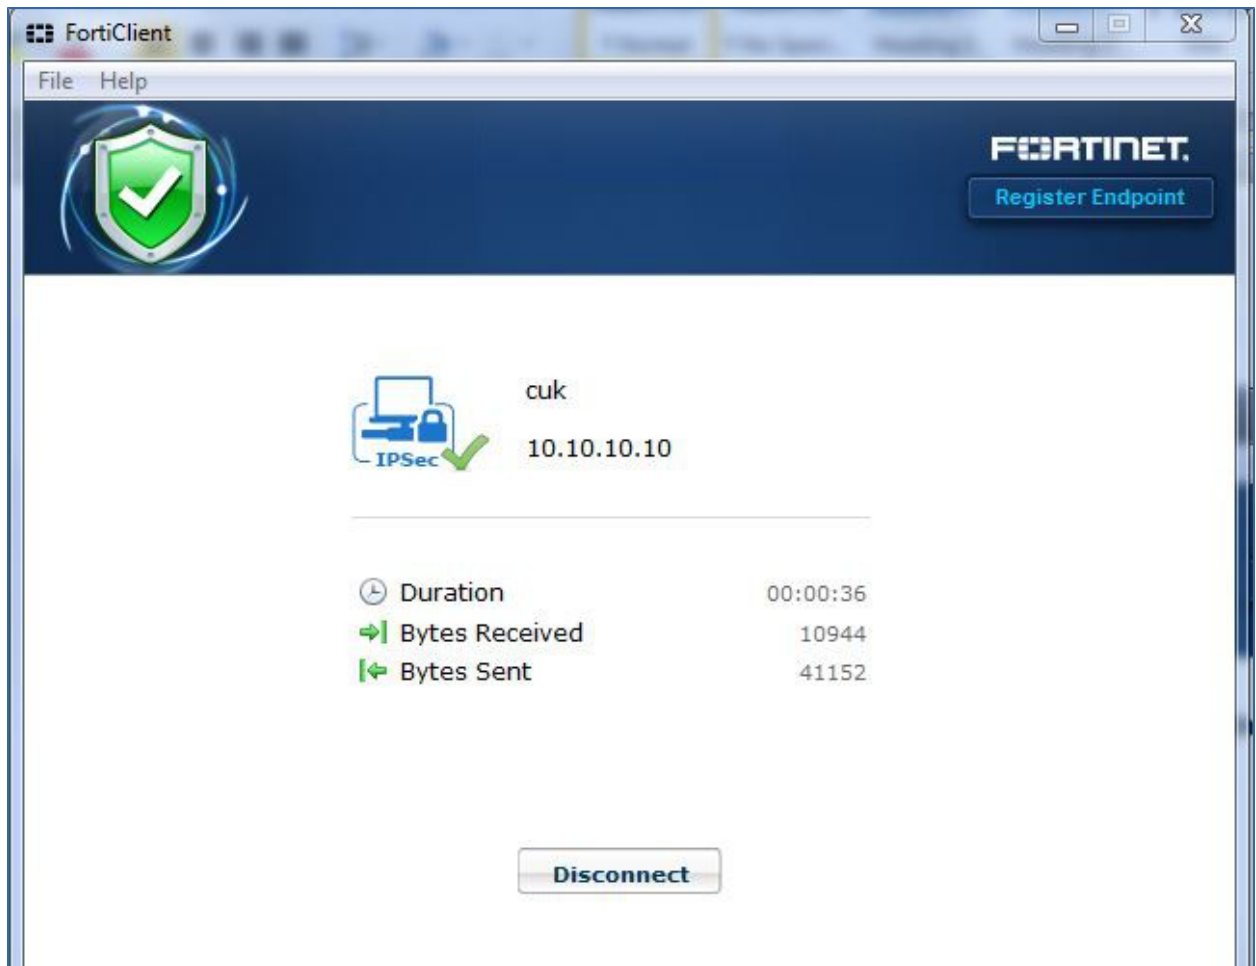 FortiClient
File Help
FORTINET.
Register Endpoint
cuk
10.10.10.10
IPSec
Duration 00:00:36
Bytes Received 10944
Bytes Sent 41152
Disconnect